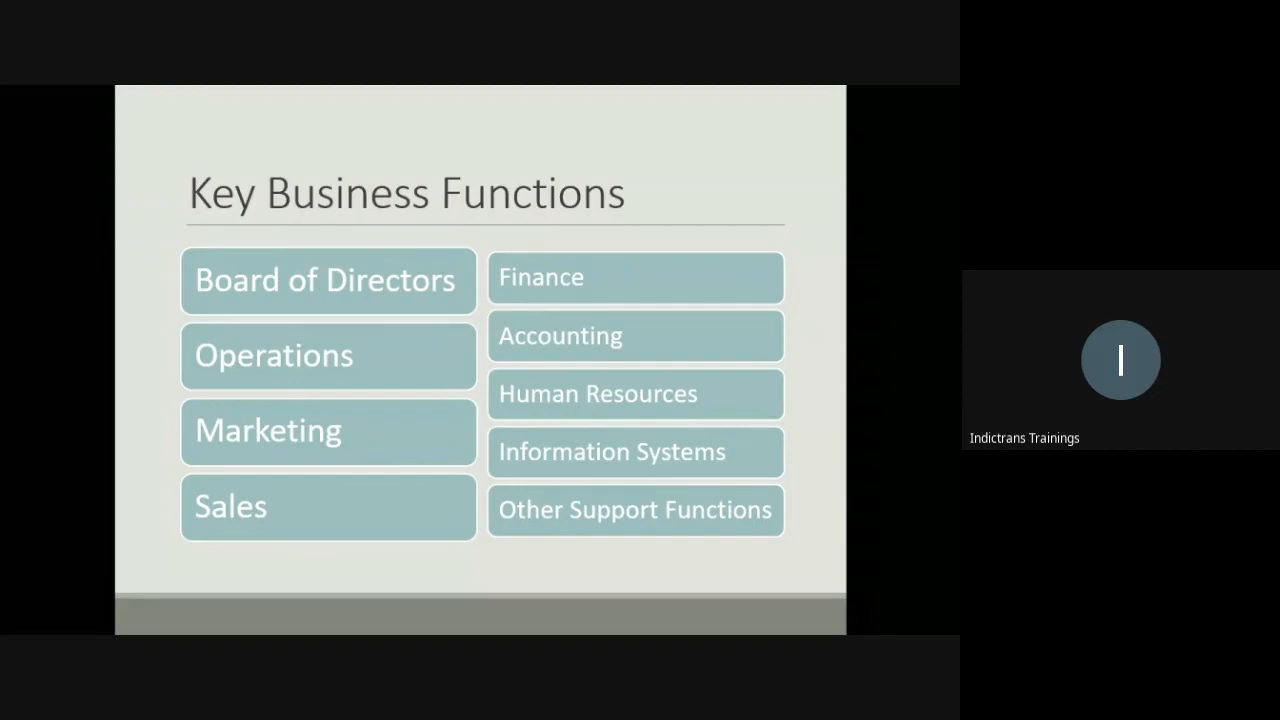 Key Business Functions
Board of Directors
Operations
Marketing
Sales
Finance
Accounting
Human Resources
Information Systems
Other Support Functions
I
Indictrans Trainings